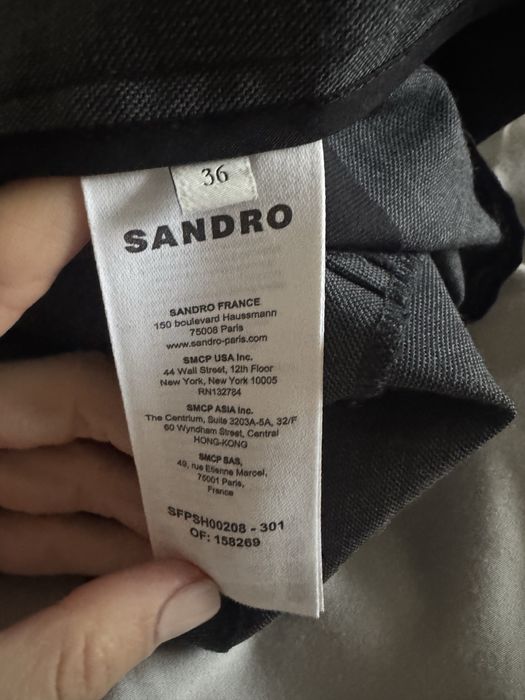 36
SANDRO
SANDRO FRANCE
150 boulevard Haussmann
75008 Paris
www.sandro-paris.com
SMCP USA Inc.
44 Wall Street, 12th Floor
New York, New York 10005
RN132784
SMCP ASIA Inc.
The Centrium, Suite 3203A-5A, 32/F
60 Wyndham Street, Central
HONG-KONG
SMCP SAS,
49, rue Etienne Marcel,
75001 Paris,
France
SFPSH00208 - 301
OF: 158269